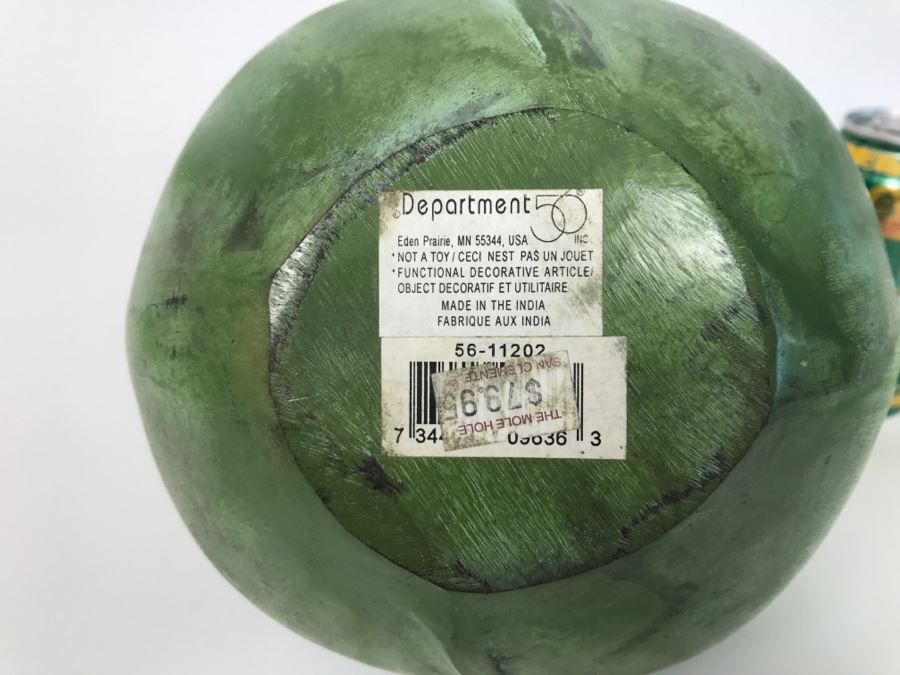 ©Department 56®
INC
Eden Prairie, MN 55344, USA
*NOT A TOY / CECI NEST PAS UN JOUET
*FUNCTIONAL DECORATIVE ARTICLE/
OBJECT DECORATIF ET UTILITAIRE
MADE IN THE INDIA
FABRIQUE AUX INDIA
56-11202
THE MOLE HOLE
$79.95
SAN CLEMENTE
7 344 09636 3